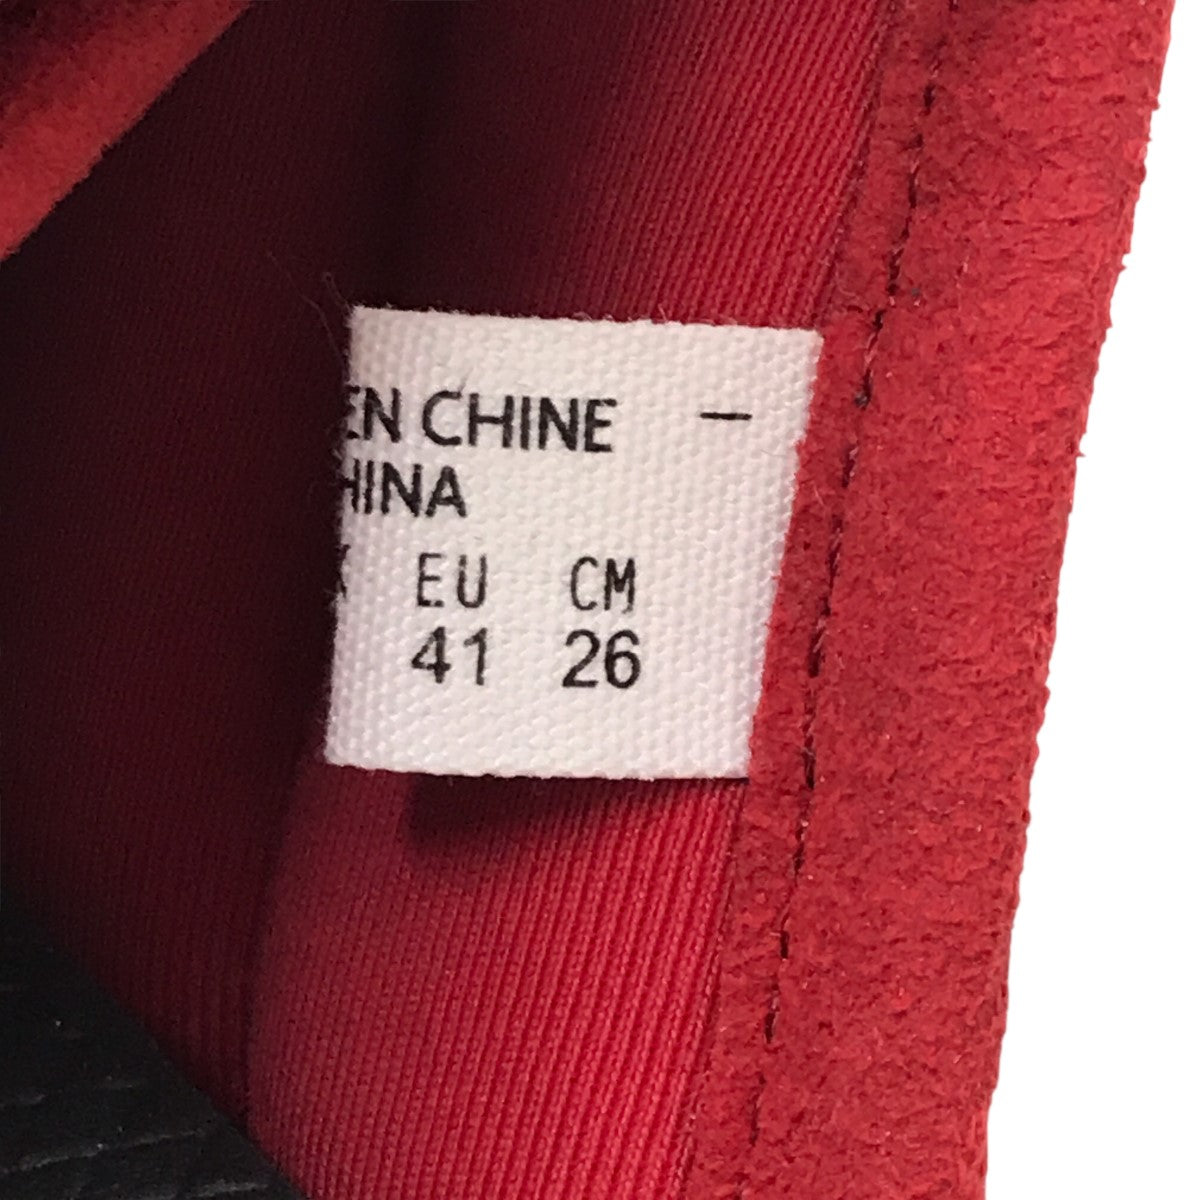 EN CHINE –
HINA
EU CM
41 26